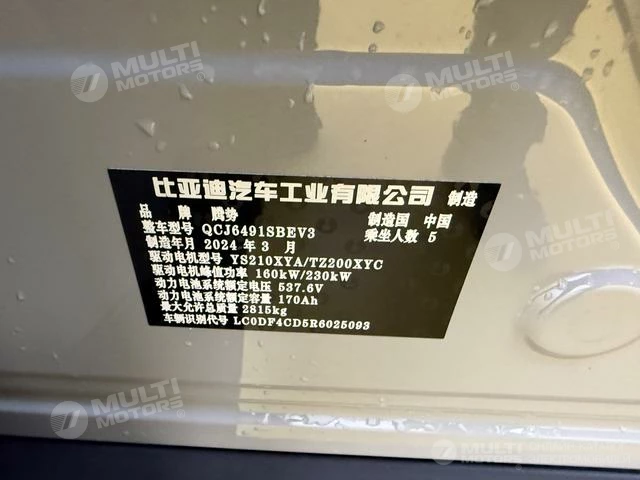 MULTI MOTORS®
MULTI MOTORS®
比亚迪汽车工业有限公司 制造
品 牌 腾势 制造国 中国
整车型号 QCJ6491SBEV3 乘坐人数 5
制造年月 2024 年 3 月
驱动电机型号 YS210XYA/TZ200XYC
驱动电机峰值功率 160kW/230kW
动力电池系统额定电压 537.6V
动力电池系统额定容量 170Ah
最大允许总质量 2815kg
车辆识别代号 LC0DF4CD5R6025093
MULTI MOTORS®
MULTI MOTORS